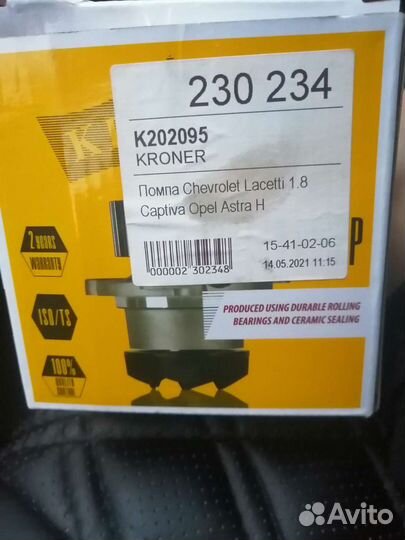 230 234
K202095
KRONER
Помпа Chevrolet Lacetti 1.8
Captiva Opel Astra H
15-41-02-06
000002 302348
14.05.2021 11:15
2 years
WARRANTY
ISO/TS
PRODUCED USING DURABLE ROLLING
BEARINGS AND CERAMIC SEALING
100%
QUALITY
Avito